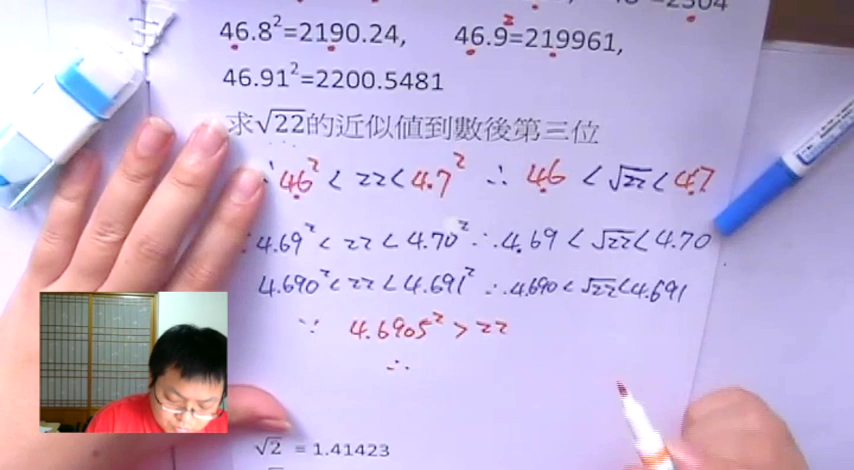 46.8²=2190.24, 46.9²=219961,
46.91²=2200.5481
求√22的近似值到數後第三位
∵ 4.6² < 22 < 4.7² ∴ 4.6 < √22 < 4.7
∵ 4.69² < 22 < 4.70² ∴ 4.69 < √22 < 4.70
4.690² < 22 < 4.691² ∴ 4.690 < √22 < 4.691
∵ 4.6905² > 22
∴
√2 = 1.41423